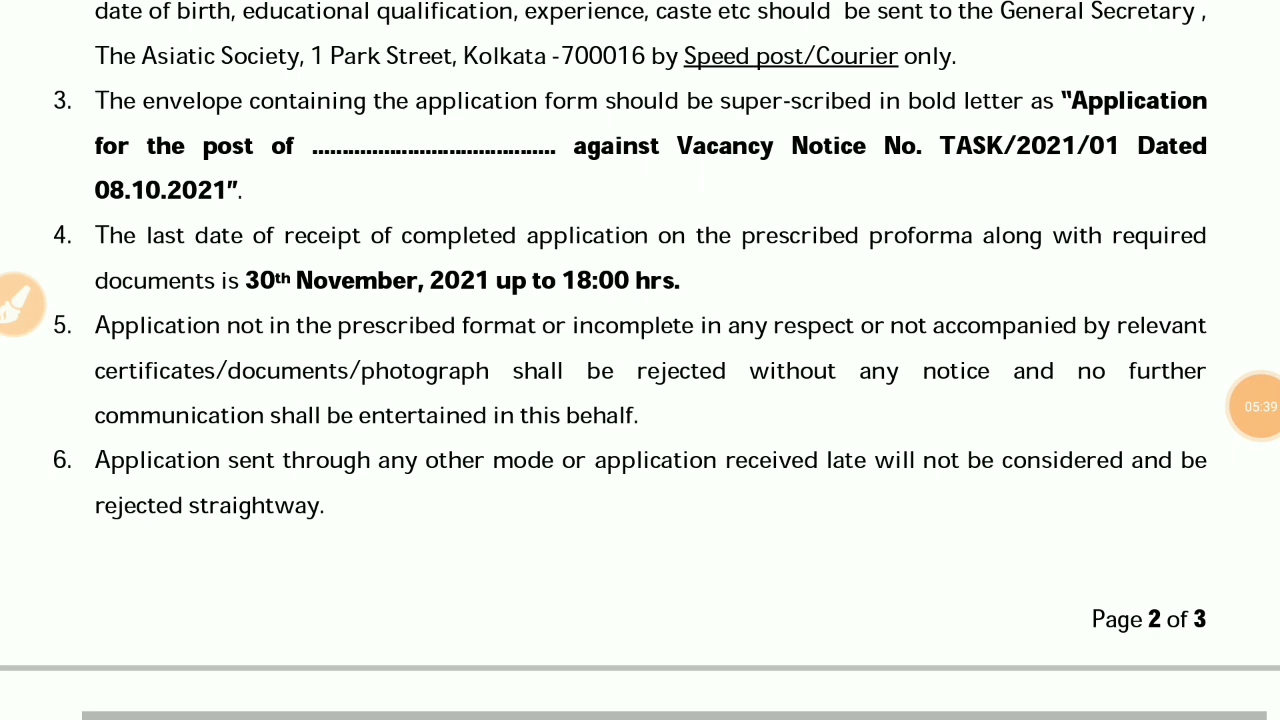 date of birth, educational qualification, experience, caste etc should be sent to the General Secretary ,
The Asiatic Society, 1 Park Street, Kolkata -700016 by Speed post/Courier only.
3. The envelope containing the application form should be super-scribed in bold letter as “Application
for the post of ......................................... against Vacancy Notice No. TASK/2021/01 Dated
08.10.2021”.
4. The last date of receipt of completed application on the prescribed proforma along with required
documents is 30th November, 2021 up to 18:00 hrs.
5. Application not in the prescribed format or incomplete in any respect or not accompanied by relevant
certificates/documents/photograph shall be rejected without any notice and no further
communication shall be entertained in this behalf.
6. Application sent through any other mode or application received late will not be considered and be
rejected straightway.
05:39
Page 2 of 3